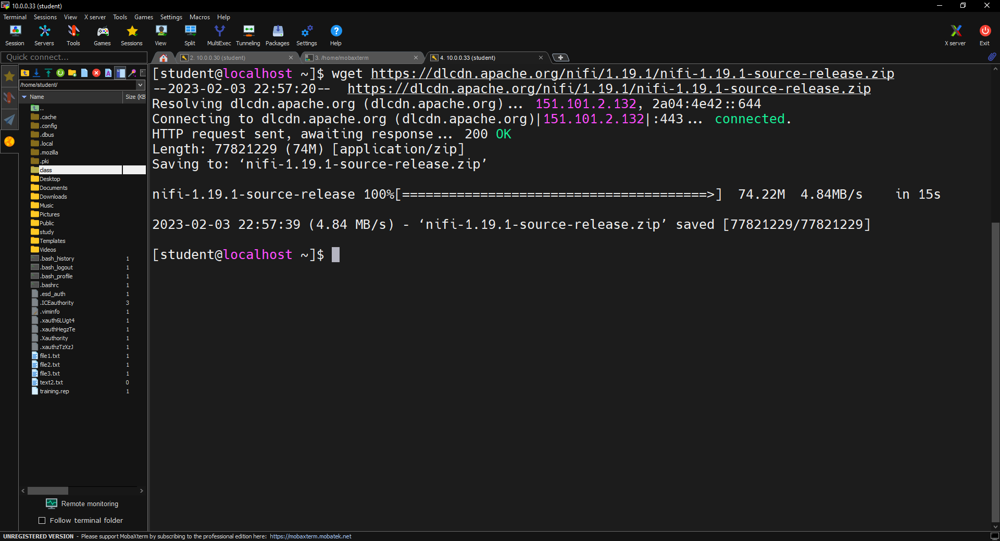 10.0.0.33 (student)
Terminal Sessions View X server Tools Games Settings Macros Help
Session Servers Tools Games Sessions View Split MultiExec Tunneling Packages Settings Help X server Exit
Quick connect...
2. 10.0.0.30 (student)
3. /home/mobaxterm
4. 10.0.0.33 (student)
/home/student/
Name Size (KB
..
.cache
.config
.dbus
.local
.mozilla
.pki
class
Desktop
Documents
Downloads
Music
Pictures
Public
study
Templates
Videos
.bash_history 1
.bash_logout 1
.bash_profile 1
.bashrc 1
.esd_auth 1
.ICEauthority 3
.viminfo 1
.xauth6LUgt4 1
.xauthHegzTe 1
.Xauthority 1
.xauthzTzXzJ 1
file1.txt 1
file2.txt 1
file3.txt 1
text2.txt 0
training.rep 1
Remote monitoring
Follow terminal folder
[student@localhost ~]$ wget https://dlcdn.apache.org/nifi/1.19.1/nifi-1.19.1-source-release.zip
--2023-02-03 22:57:20--  https://dlcdn.apache.org/nifi/1.19.1/nifi-1.19.1-source-release.zip
Resolving dlcdn.apache.org (dlcdn.apache.org)... 151.101.2.132, 2a04:4e42::644
Connecting to dlcdn.apache.org (dlcdn.apache.org)|151.101.2.132|:443... connected.
HTTP request sent, awaiting response... 200 OK
Length: 77821229 (74M) [application/zip]
Saving to: ‘nifi-1.19.1-source-release.zip’
nifi-1.19.1-source-release 100%[=======================================>]  74.22M  4.84MB/s    in 15s
2023-02-03 22:57:39 (4.84 MB/s) - ‘nifi-1.19.1-source-release.zip’ saved [77821229/77821229]
[student@localhost ~]$
UNREGISTERED VERSION - Please support MobaXterm by subscribing to the professional edition here: https://mobaxterm.mobatek.net